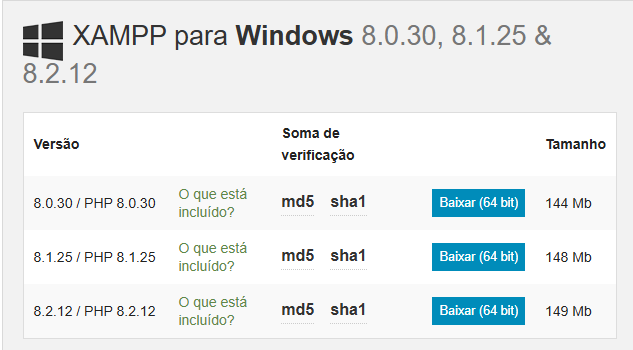 XAMPP para Windows 8.0.30, 8.1.25 &
8.2.12
Versão Soma de verificação Tamanho
8.0.30 / PHP 8.0.30 O que está incluído? md5 sha1 Baixar (64 bit) 144 Mb
8.1.25 / PHP 8.1.25 O que está incluído? md5 sha1 Baixar (64 bit) 148 Mb
8.2.12 / PHP 8.2.12 O que está incluído? md5 sha1 Baixar (64 bit) 149 Mb